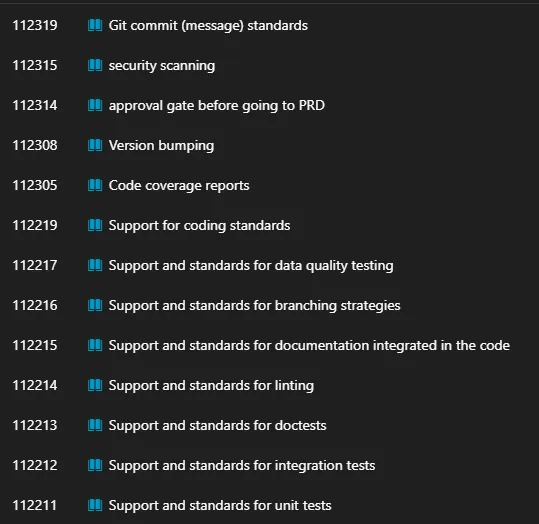 112319 Git commit (message) standards
112315 security scanning
112314 approval gate before going to PRD
112308 Version bumping
112305 Code coverage reports
112219 Support for coding standards
112217 Support and standards for data quality testing
112216 Support and standards for branching strategies
112215 Support and standards for documentation integrated in the code
112214 Support and standards for linting
112213 Support and standards for doctests
112212 Support and standards for integration tests
112211 Support and standards for unit tests